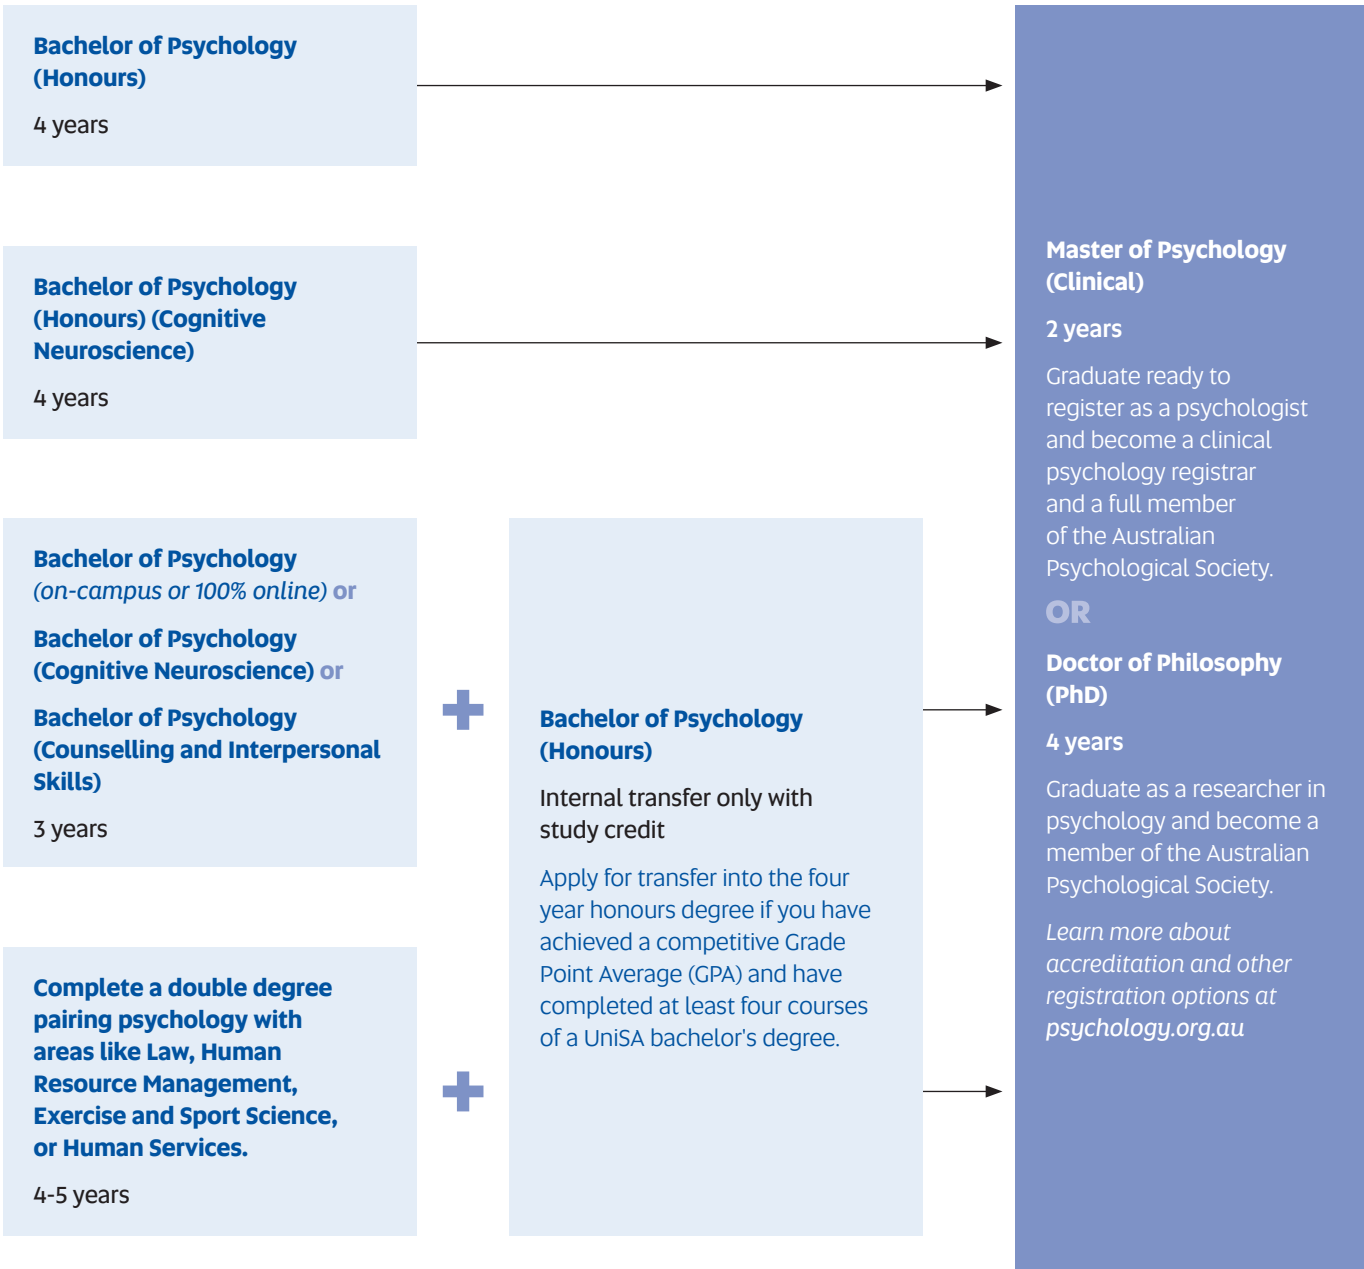 Bachelor of Psychology
(Honours)
4 years
Bachelor of Psychology
(Honours) (Cognitive
Neuroscience)
4 years
Bachelor of Psychology
(on-campus or 100% online) or
Bachelor of Psychology
(Cognitive Neuroscience) or
Bachelor of Psychology
(Counselling and Interpersonal
Skills)
3 years
Complete a double degree
pairing psychology with
areas like Law, Human
Resource Management,
Exercise and Sport Science,
or Human Services.
4-5 years
Bachelor of Psychology
(Honours)
Internal transfer only with
study credit
Apply for transfer into the four
year honours degree if you have
achieved a competitive Grade
Point Average (GPA) and have
completed at least four courses
of a UniSA bachelor's degree.
Master of Psychology
(Clinical)
2 years
Graduate ready to
register as a psychologist
and become a clinical
psychology registrar
and a full member
of the Australian
Psychological Society.
OR
Doctor of Philosophy
(PhD)
4 years
Graduate as a researcher in
psychology and become a
member of the Australian
Psychological Society.
Learn more about
accreditation and other
registration options at
psychology.org.au